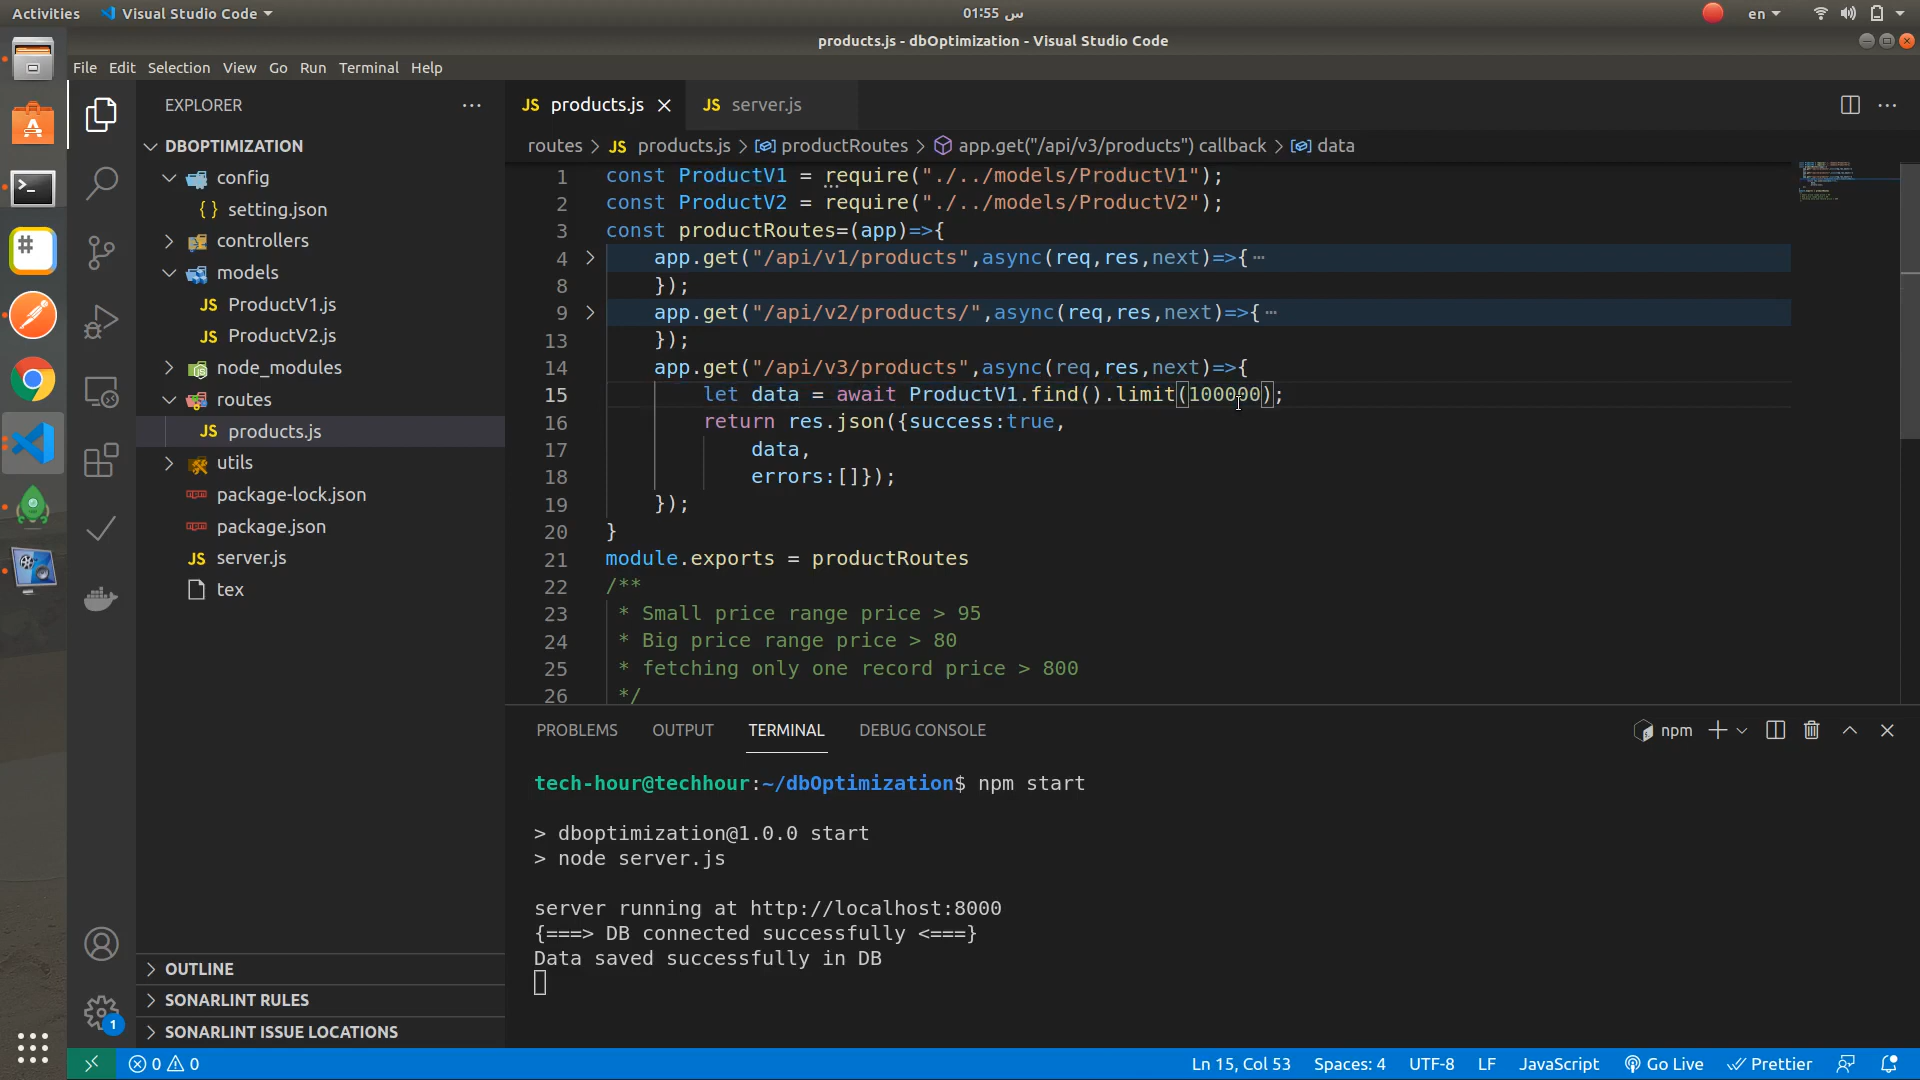 Activities
Visual Studio Code
01:55 س
en
products.js - dbOptimization - Visual Studio Code
File Edit Selection View Go Run Terminal Help
EXPLORER
DBOPTIMIZATION
config
setting.json
controllers
models
ProductV1.js
ProductV2.js
node_modules
routes
products.js
utils
package-lock.json
package.json
server.js
tex
OUTLINE
SONARLINT RULES
SONARLINT ISSUE LOCATIONS
1
JS products.js
JS server.js
routes > JS products.js > productRoutes > app.get("/api/v3/products") callback > data
1 const ProductV1 = require("./../models/ProductV1");
2 const ProductV2 = require("./../models/ProductV2");
3 const productRoutes=(app)=>{
4 app.get("/api/v1/products",async(req,res,next)=>{ ···
8 });
9 app.get("/api/v2/products/",async(req,res,next)=>{ ···
13 });
14 app.get("/api/v3/products",async(req,res,next)=>{
15 let data = await ProductV1.find().limit(100000);
16 return res.json({success:true,
17 data,
18 errors:[]});
19 });
20 }
21 module.exports = productRoutes
22 /**
23 * Small price range price > 95
24 * Big price range price > 80
25 * fetching only one record price > 800
26 */
PROBLEMS OUTPUT TERMINAL DEBUG CONSOLE
npm
tech-hour@techhour:~/dbOptimization$ npm start
> dboptimization@1.0.0 start
> node server.js
server running at http://localhost:8000
{===> DB connected successfully <===}
Data saved successfully in DB
0 0
Ln 15, Col 53 Spaces: 4 UTF-8 LF JavaScript Go Live Prettier